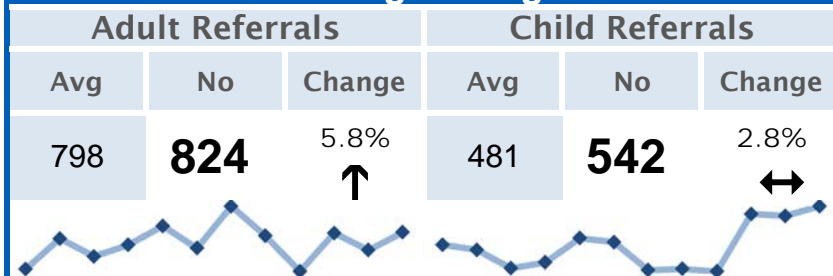 Adult Referrals Child Referrals
Avg No Change Avg No Change
798 824 5.8% 481 542 2.8%